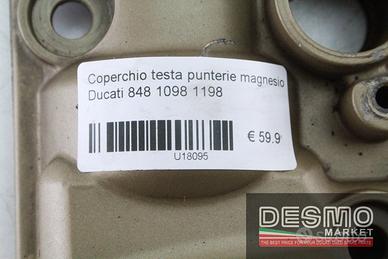 Coperchio testa punterie magnesio
Ducati 848 1098 1198
€ 59.9
U18095
DESMO
MARKET